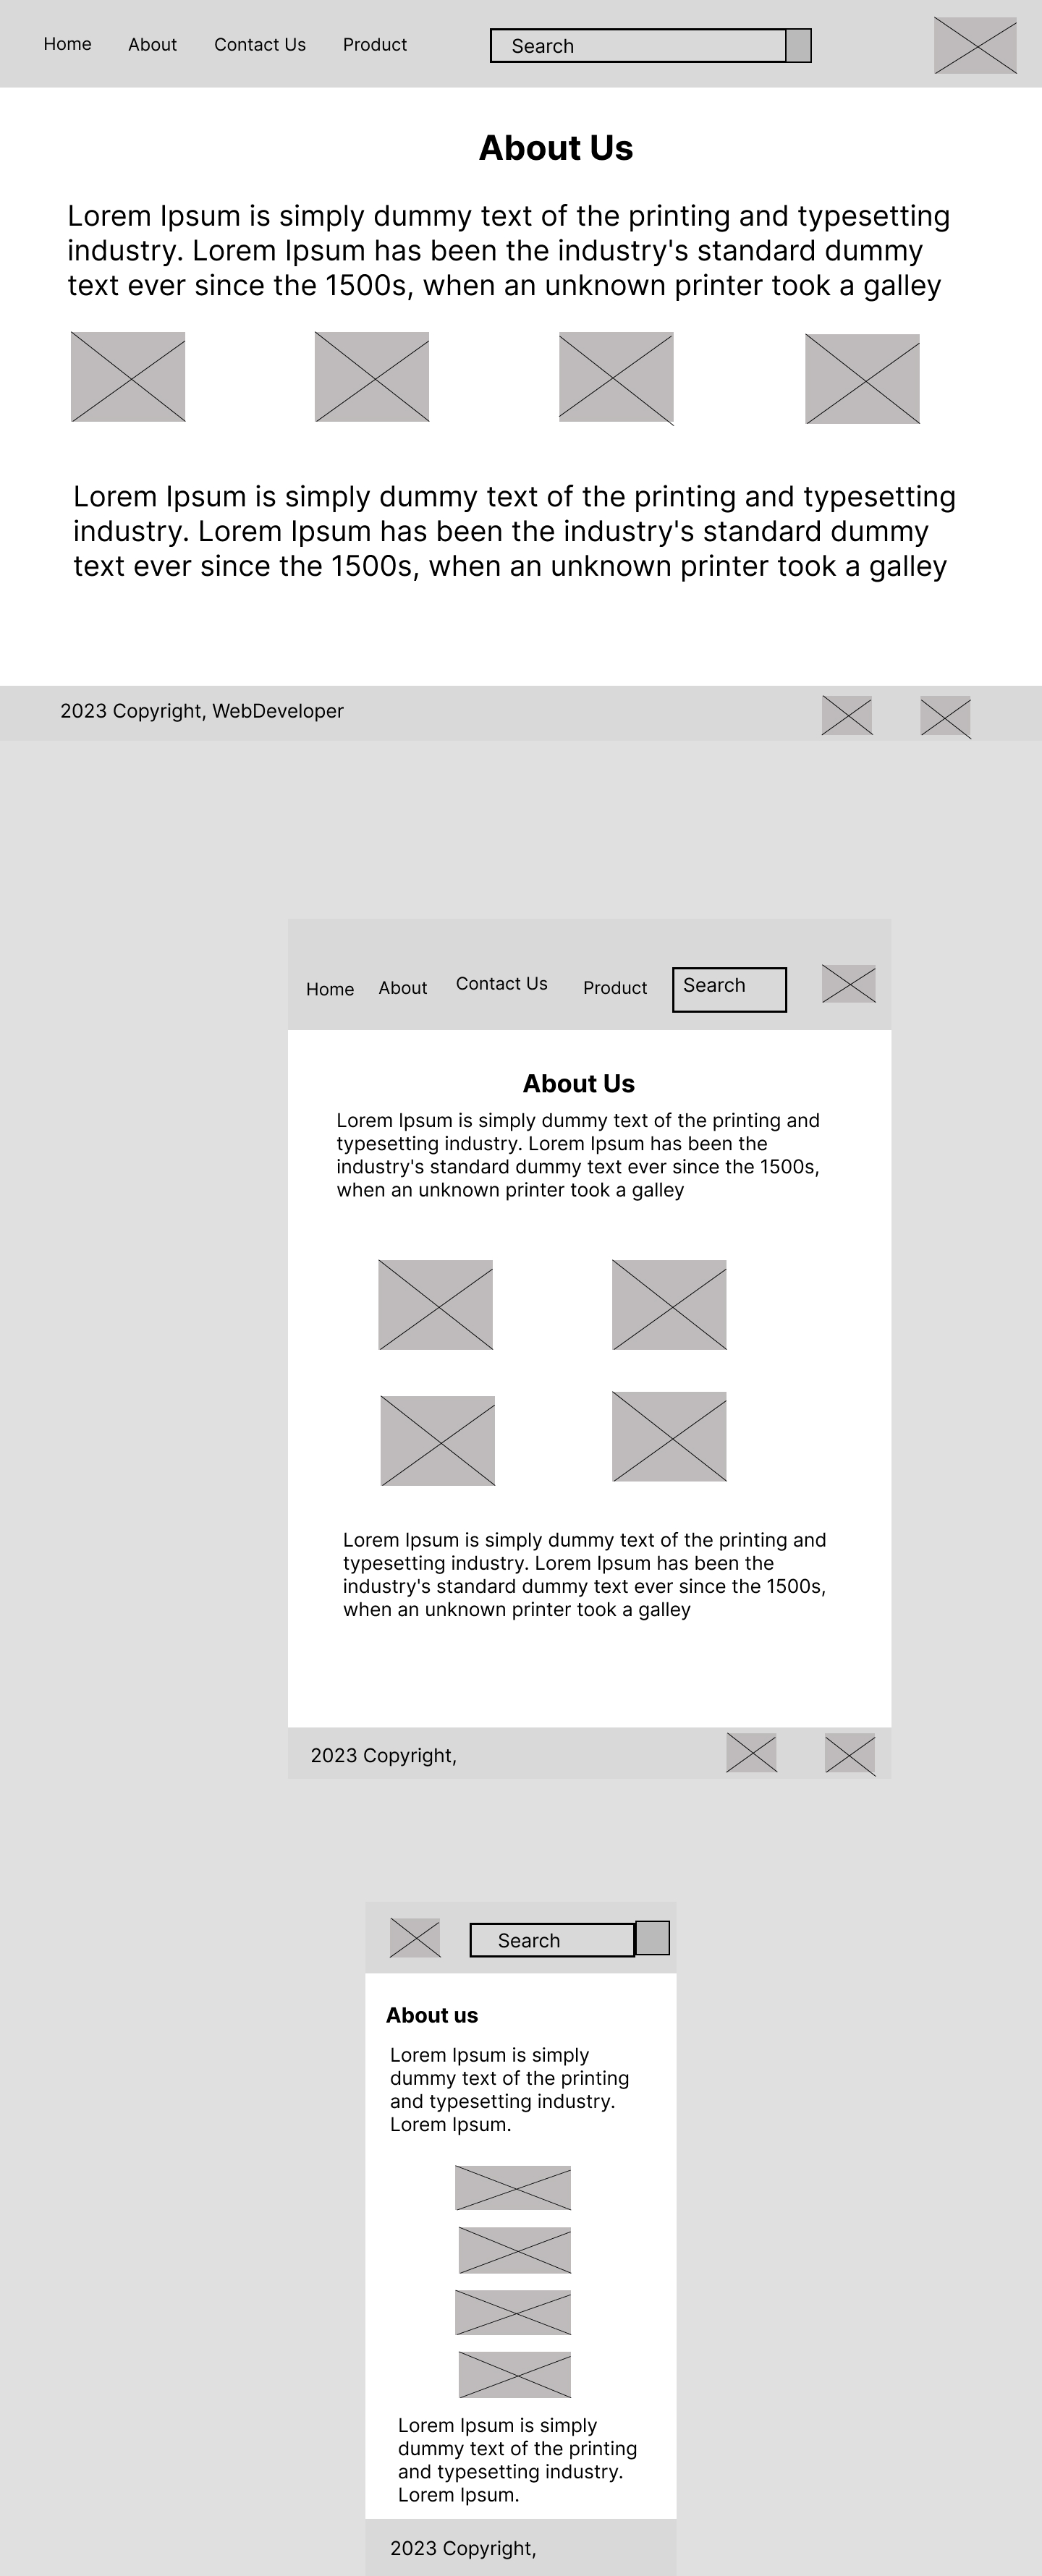 Home About Contact Us Product Search
About Us
Lorem Ipsum is simply dummy text of the printing and typesetting
industry. Lorem Ipsum has been the industry's standard dummy
text ever since the 1500s, when an unknown printer took a galley
Lorem Ipsum is simply dummy text of the printing and typesetting
industry. Lorem Ipsum has been the industry's standard dummy
text ever since the 1500s, when an unknown printer took a galley
2023 Copyright, WebDeveloper
Home About Contact Us Product Search
About Us
Lorem Ipsum is simply dummy text of the printing and
typesetting industry. Lorem Ipsum has been the
industry's standard dummy text ever since the 1500s,
when an unknown printer took a galley
Lorem Ipsum is simply dummy text of the printing and
typesetting industry. Lorem Ipsum has been the
industry's standard dummy text ever since the 1500s,
when an unknown printer took a galley
2023 Copyright,
Search
About us
Lorem Ipsum is simply
dummy text of the printing
and typesetting industry.
Lorem Ipsum.
Lorem Ipsum is simply
dummy text of the printing
and typesetting industry.
Lorem Ipsum.
2023 Copyright,